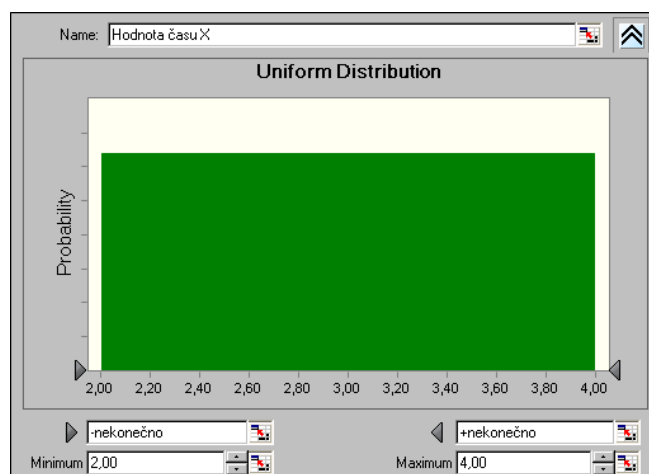 Name: Hodnota času X
Uniform Distribution
Probability
2,00 2,20 2,40 2,60 2,80 3,00 3,20 3,40 3,60 3,80 4,00
-nekonečno +nekonečno
Minimum 2,00 Maximum 4,00